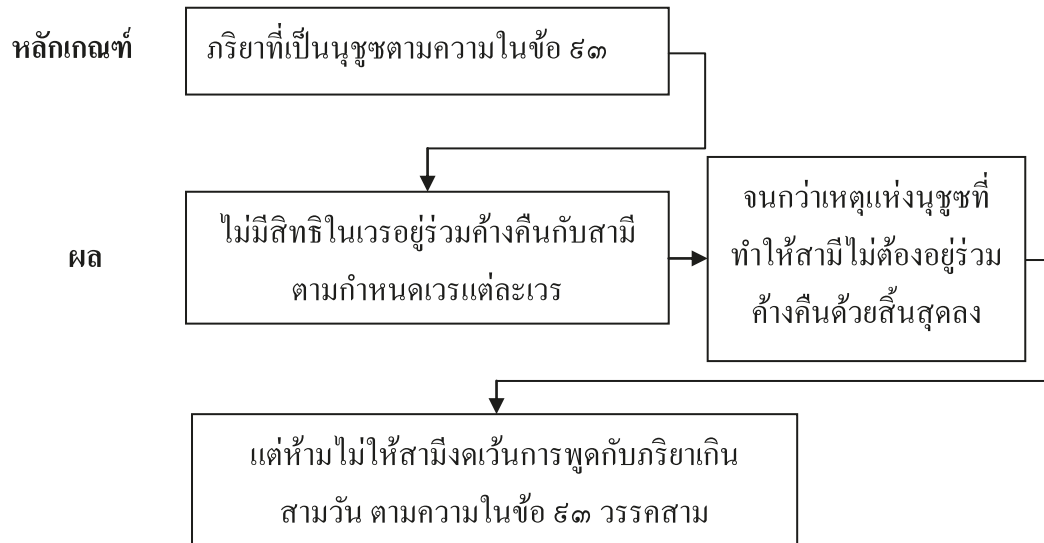 หลักเกณฑ์
ภริยาที่เป็นนุชูซตามความในข้อ ๙๓
ผล
ไม่มีสิทธิในเวรอยู่ร่วมค้างคืนกับสามี
ตามกำหนดเวรแต่ละเวร
จนกว่าเหตุแห่งนุชูซที่
ทำให้สามีไม่ต้องอยู่ร่วม
ค้างคืนด้วยสิ้นสุดลง
แต่ห้ามไม่ให้สามีงดเว้นการพูดกับภริยาเกิน
สามวัน ตามความในข้อ ๙๓ วรรคสาม